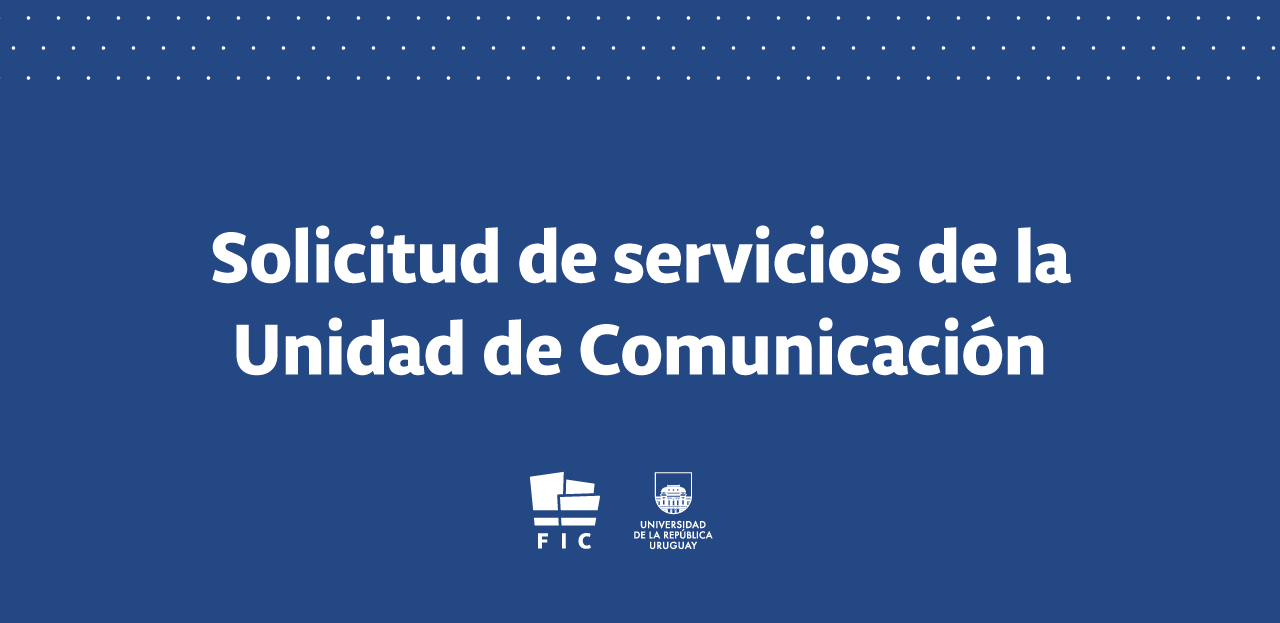 Solicitud de servicios de la
Unidad de Comunicación
FIC
UNIVERSIDAD
DE LA REPÚBLICA
URUGUAY